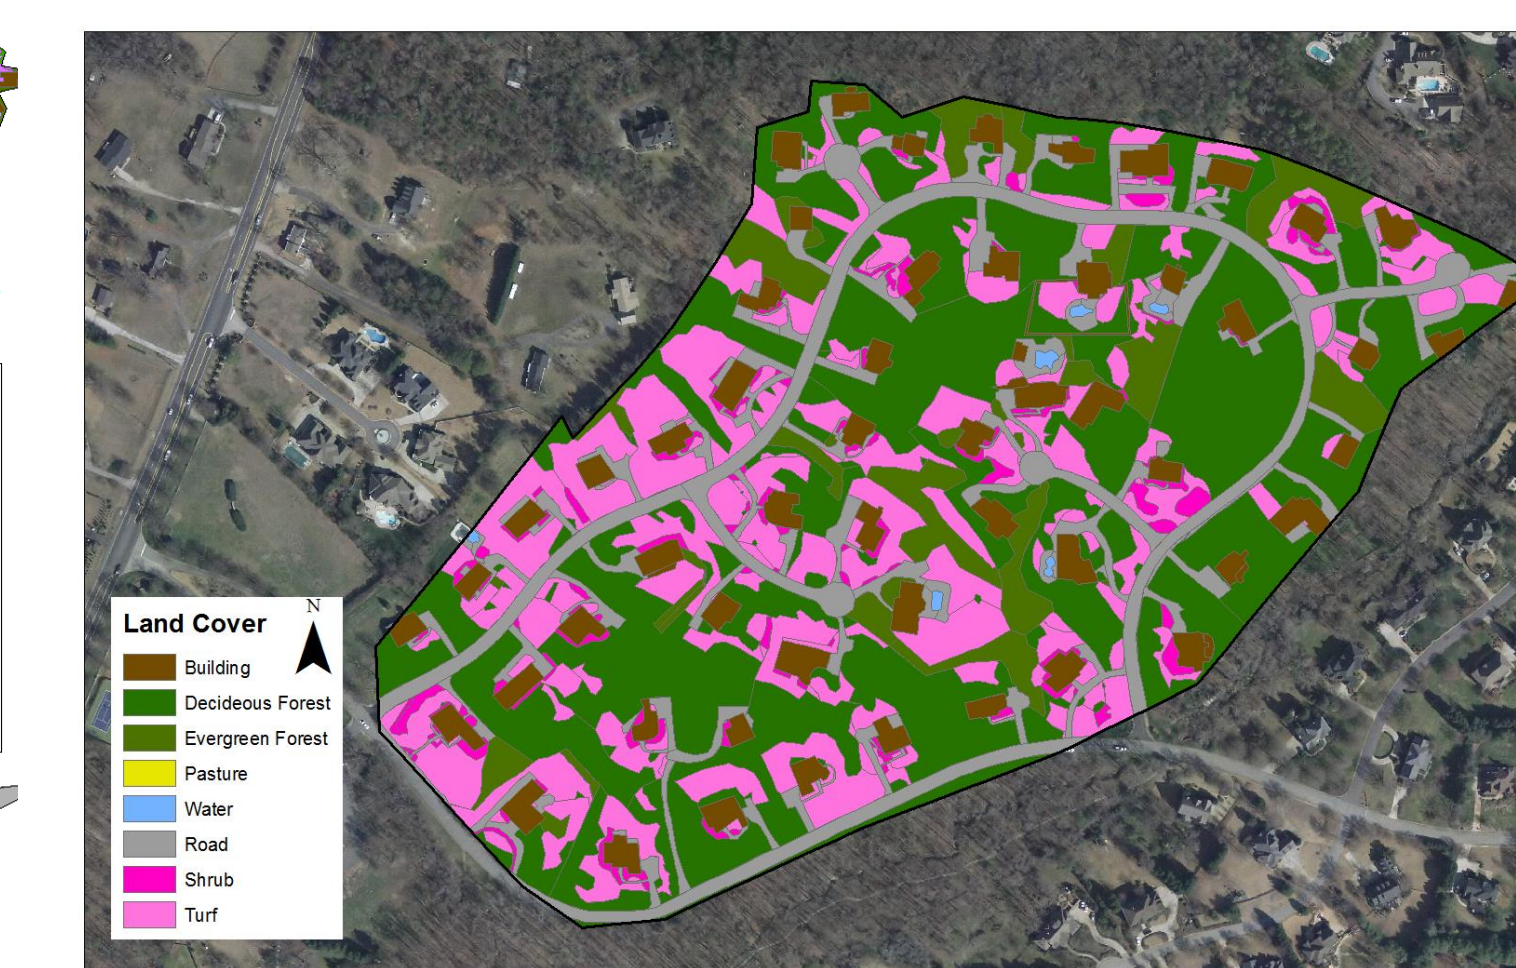 Land Cover
N
Building
Decideous Forest
Evergreen Forest
Pasture
Water
Road
Shrub
Turf